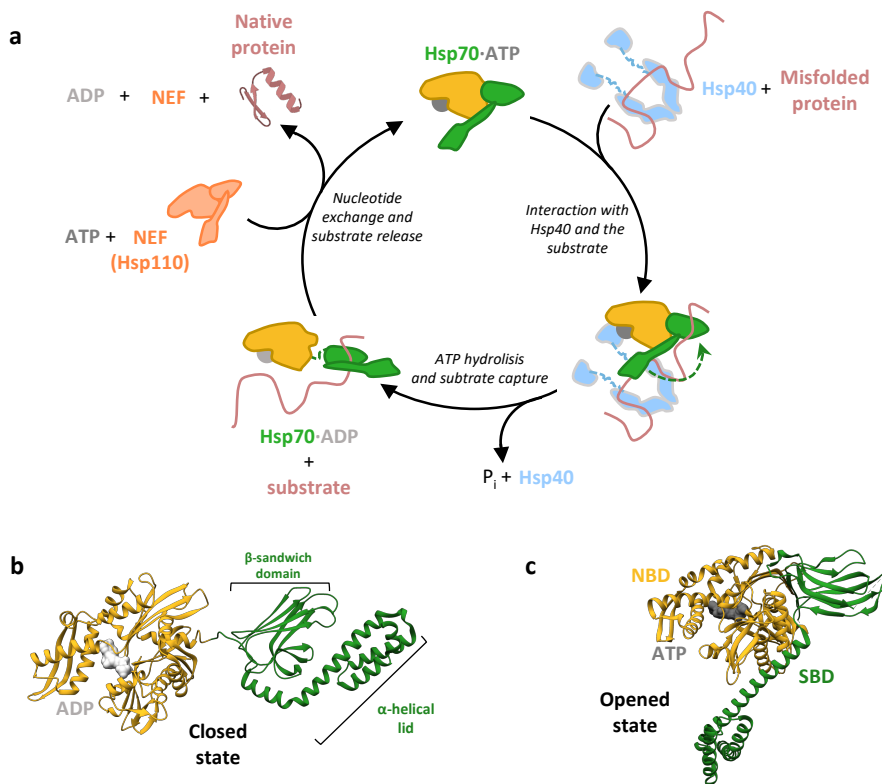 a
Native
protein
ADP + NEF +
Hsp70·ATP
Hsp40 + Misfolded
protein
Nucleotide
exchange and
substrate release
Interaction with
Hsp40 and the
substrate
ATP + NEF
(Hsp110)
ATP hydrolisis
and subtrate capture
Hsp70·ADP
+
substrate
Pi + Hsp40
b
β-sandwich
domain
ADP
Closed
state
α-helical
lid
c
NBD
ATP
SBD
Opened
state